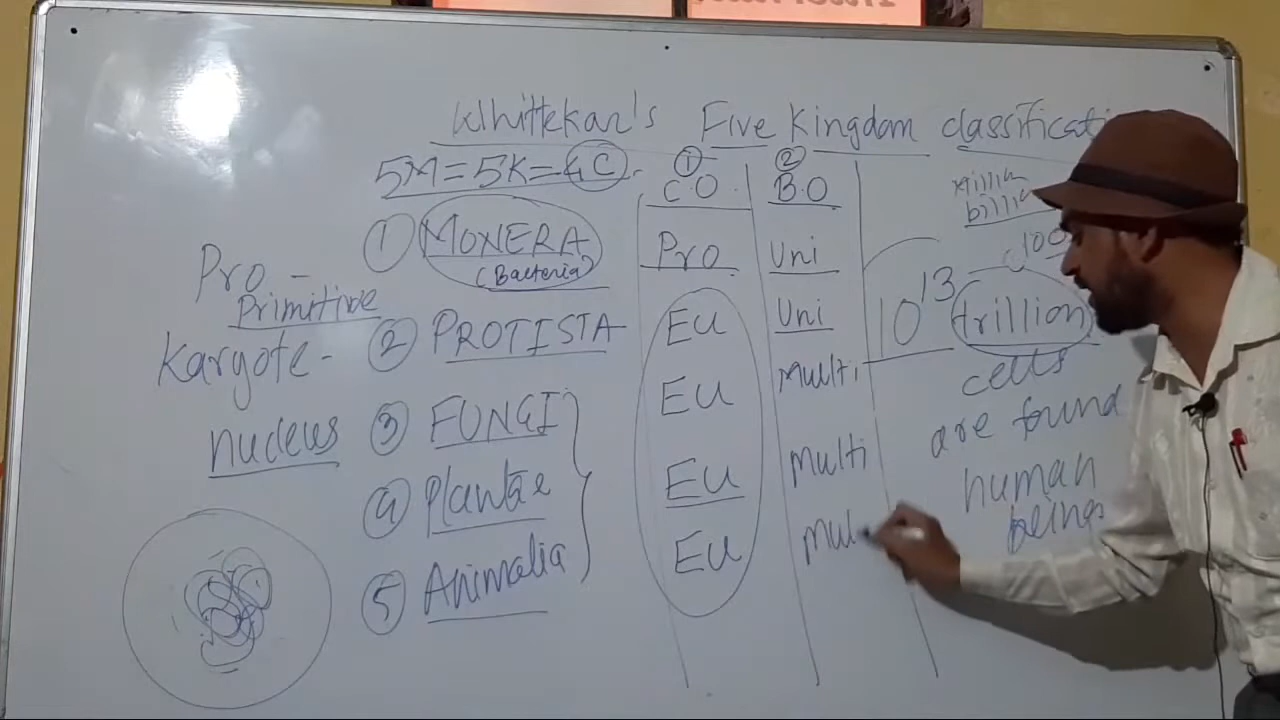 Whittekar's Five Kingdom classificati
5M=5K=4C.
① C.O. ② B.O
① MONERA Pro Uni
(Bacteria)
② PROTISTA EU Uni
③ FUNGI EU Multi
④ Plantae EU Multi
⑤ Animalia EU Mul
Pro -
Primitive
Karyote -
nucleus
billi
100
10¹³ trillion
cells
are found
human
beings